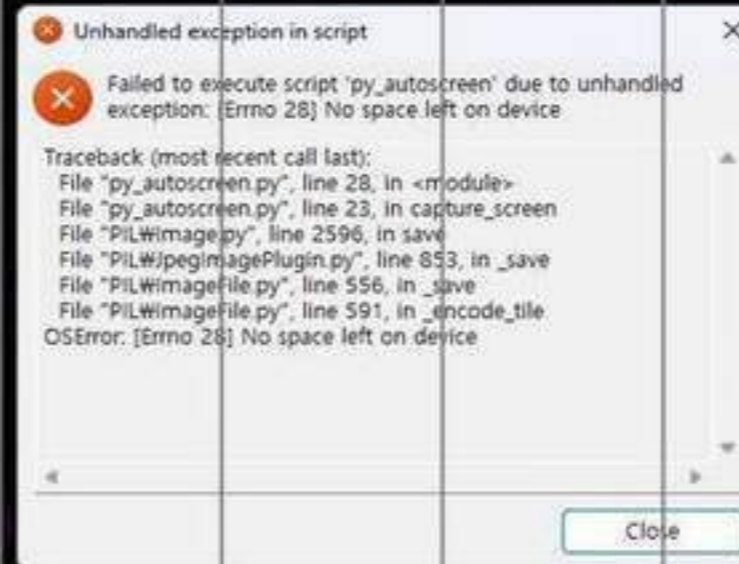 Unhandled exception in script
Failed to execute script 'py_autoscreen' due to unhandled
exception: [Errno 28] No space left on device
Traceback (most recent call last):
File "py_autoscreen.py", line 28, in <module>
File "py_autoscreen.py", line 23, in capture_screen
File "PIL₩Image.py", line 2596, in save
File "PIL₩JpegImagePlugin.py", line 853, in _save
File "PIL₩ImageFile.py", line 556, in _save
File "PIL₩ImageFile.py", line 591, in _encode_tile
OSError: [Errno 28] No space left on device
Close